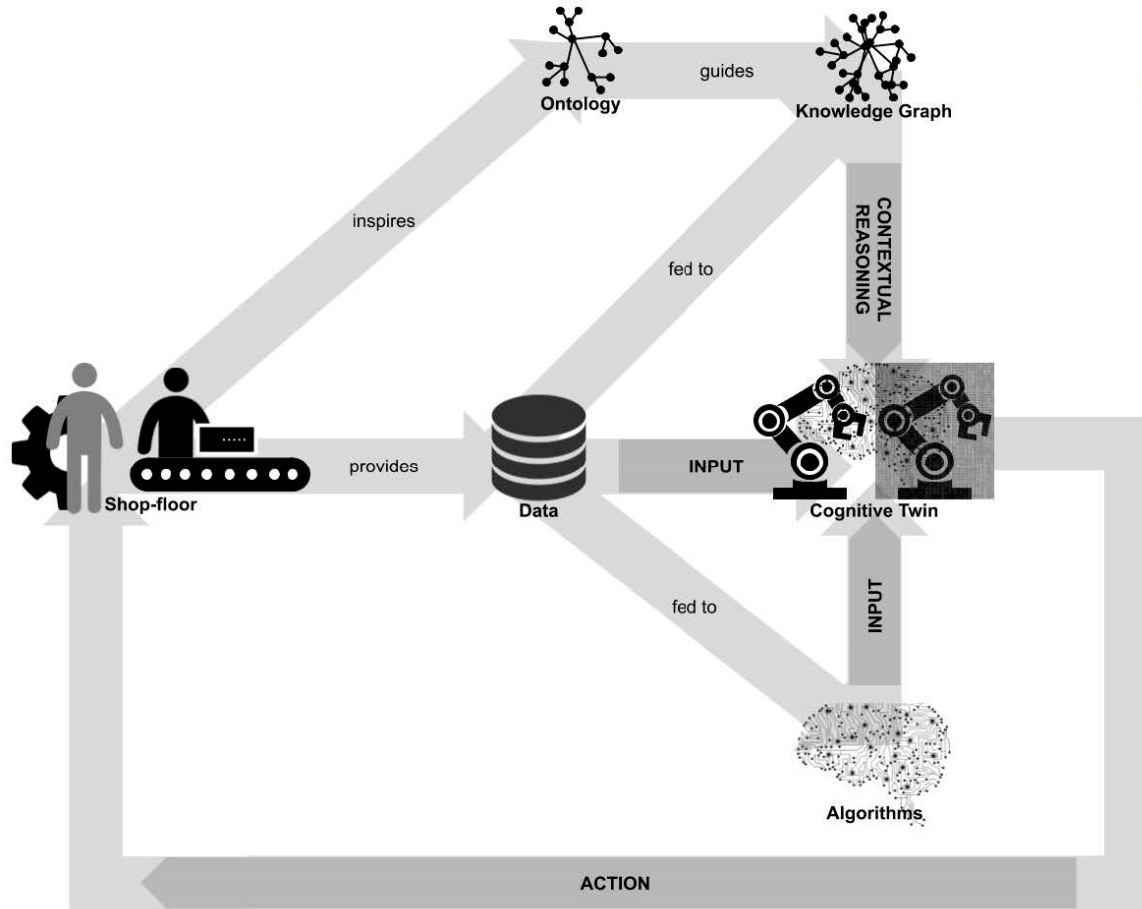 guides
Ontology
Knowledge Graph
inspires
CONTEXTUAL
REASONING
fed to
provides
INPUT
Shop-floor
Data
Cognitive Twin
fed to
INPUT
Algorithms
ACTION